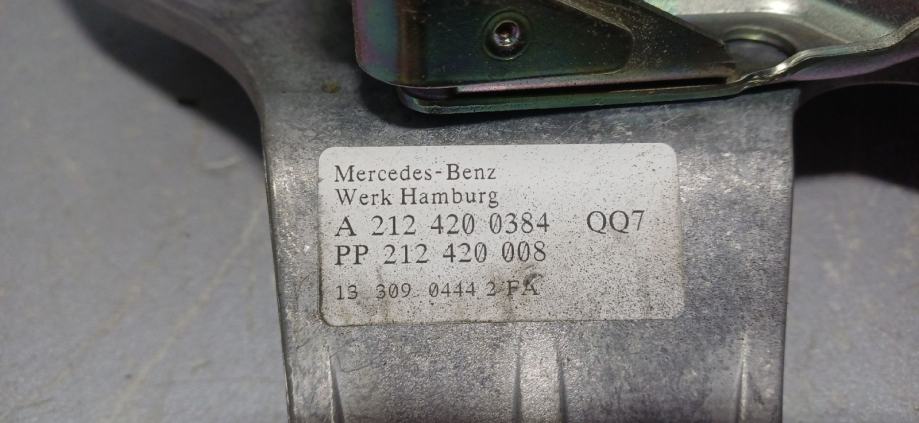 Mercedes-Benz
Werk Hamburg
A 212 420 0384 QQ7
PP 212 420 008
13 309 0444 2 FA